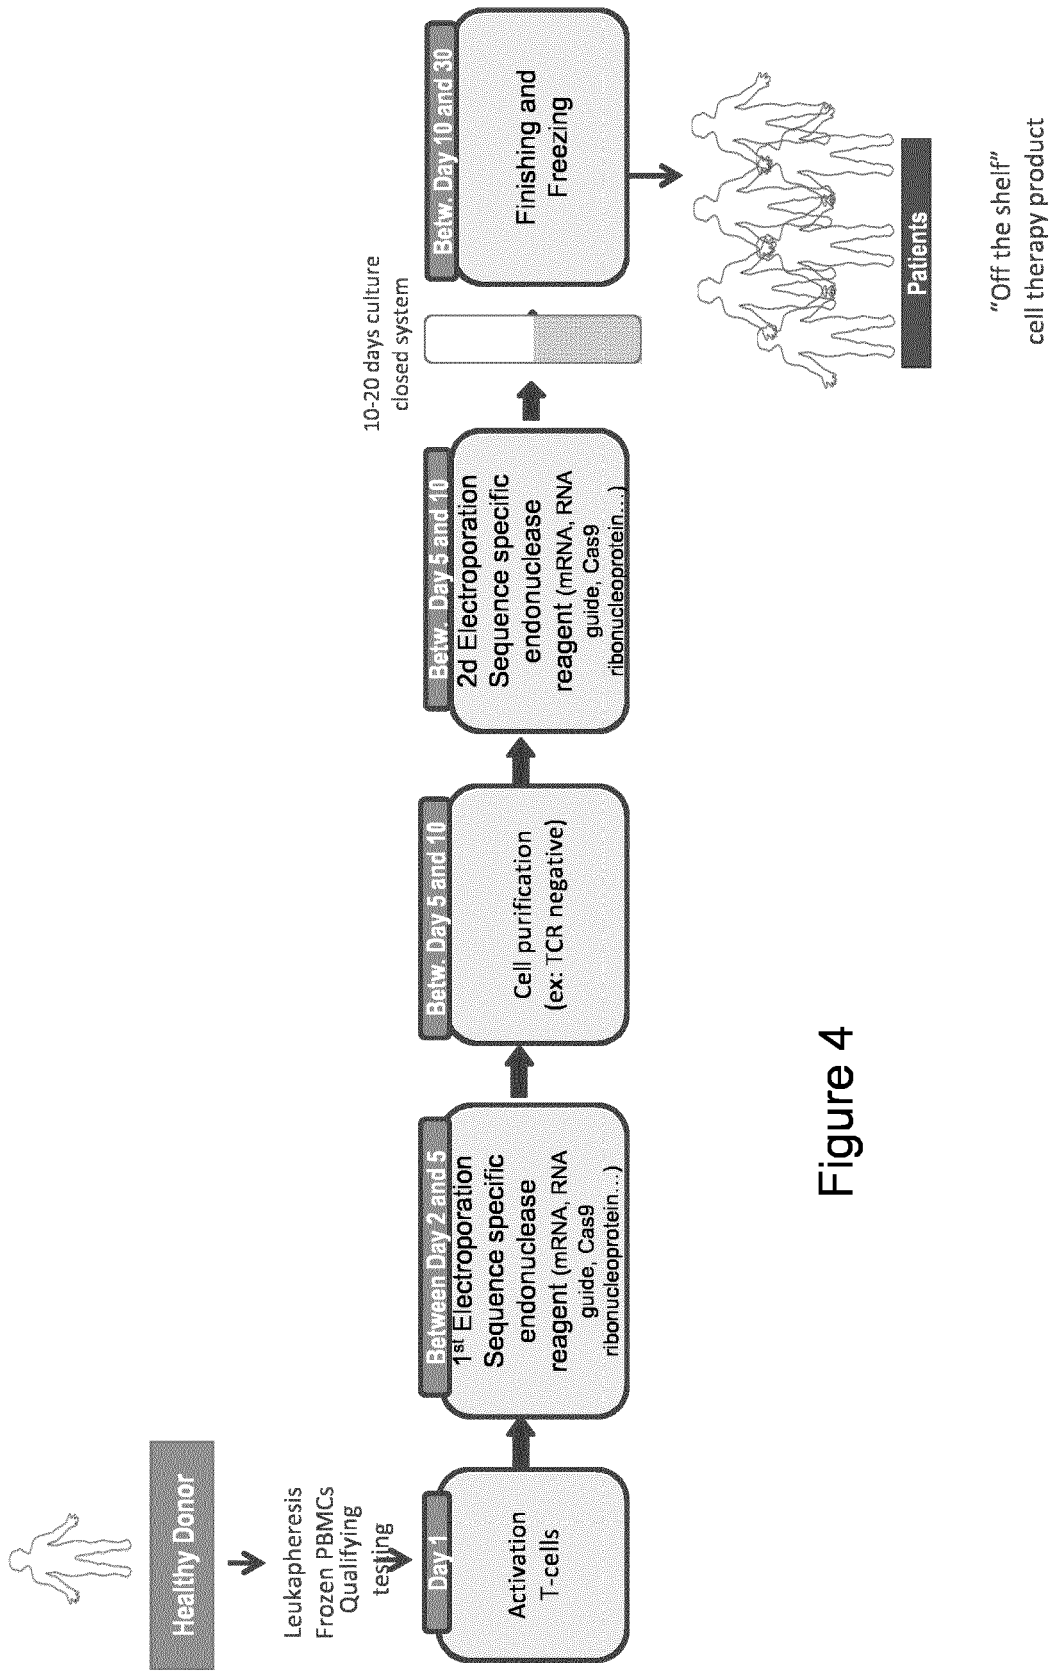 Healthy Donor
Leukapheresis
Frozen PBMCs
Qualifying
testing
Day 1
Activation
T-cells
Between Day 2 and 5
1st Electroporation
Sequence specific
endonuclease
reagent (mRNA, RNA
guide, Cas9
ribonucleoprotein...)
Betw. Day 5 and 10
Cell purification
(ex: TCR negative)
Betw. Day 5 and 10
2d Electroporation
Sequence specific
endonuclease
reagent (mRNA, RNA
guide, Cas9
ribonucleoprotein...)
10-20 days culture
closed system
Betw. Day 10 and 30
Finishing and
Freezing
Patients
"Off the shelf"
cell therapy product
Figure 4